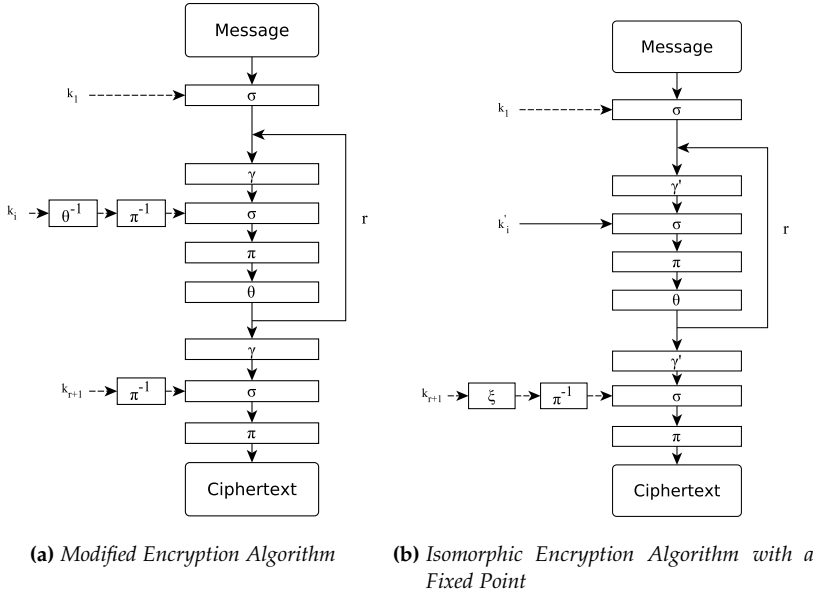 Message
k₁
σ
γ
kᵢ
θ⁻¹
π⁻¹
σ
π
θ
r
γ
kᵣ₊₁
π⁻¹
σ
π
Ciphertext
(a) Modified Encryption Algorithm
Message
k₁
σ
γ'
k'ᵢ
σ
π
θ
r
γ'
kᵣ₊₁
ξ
π⁻¹
σ
π
Ciphertext
(b) Isomorphic Encryption Algorithm with a
Fixed Point